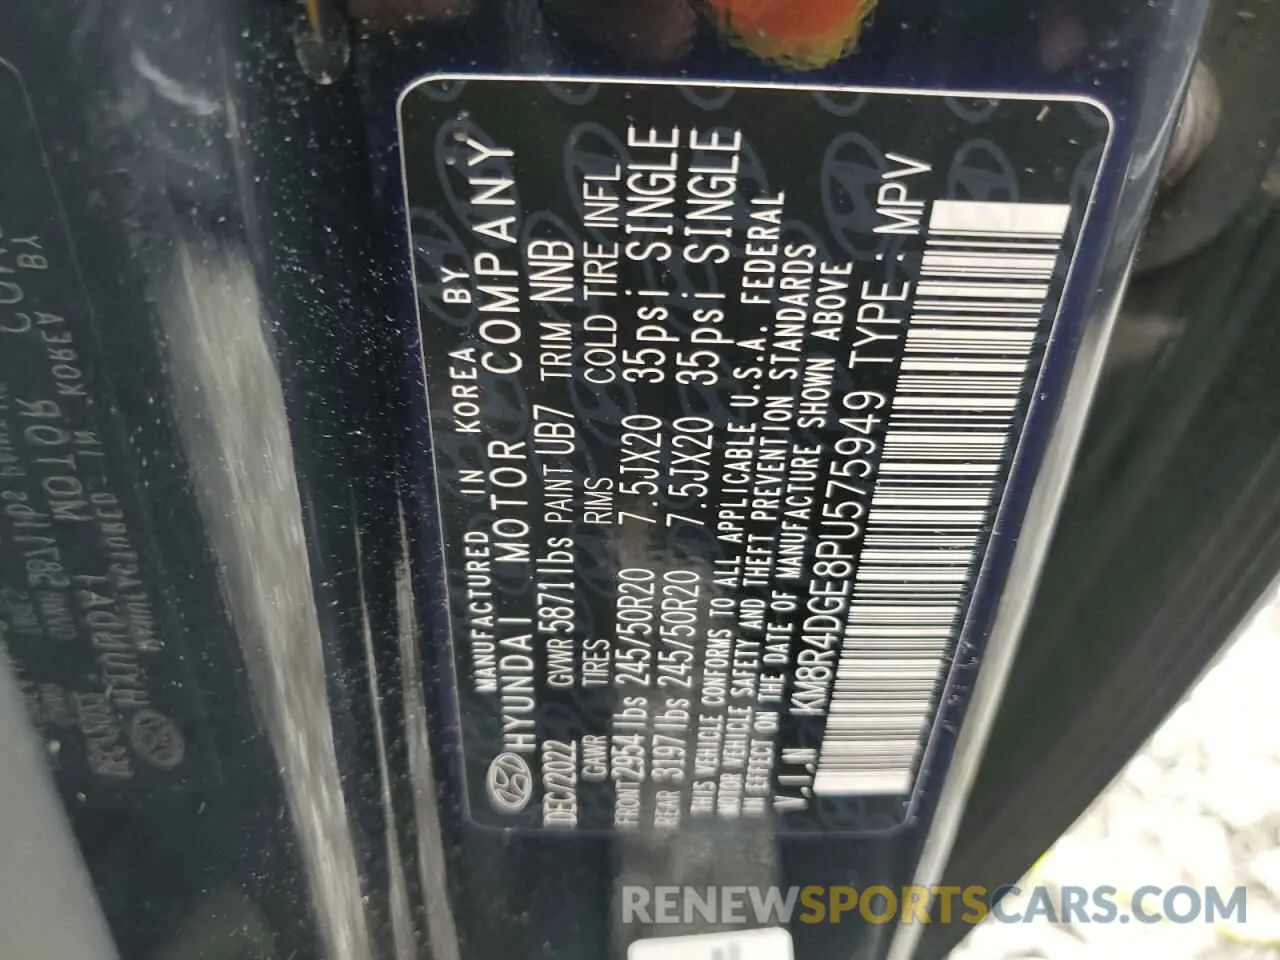 MANUFACTURED IN KOREA BY
HYUNDAI MOTOR COMPANY
DEC/2022 GVWR 5871lbs PAINT UB7 TRIM NNB
GAWR TIRES RIMS COLD TIRE INFL
FRONT 2954lbs 245/50R20 7.5JX20 35psi SINGLE
REAR 3197lbs 245/50R20 7.5JX20 35psi SINGLE
THIS VEHICLE CONFORMS TO ALL APPLICABLE U.S.A. FEDERAL
MOTOR VEHICLE SAFETY AND THEFT PREVENTION STANDARDS
IN EFFECT ON THE DATE OF MANUFACTURE SHOWN ABOVE
V.I.N KM8R4DGE8PU575949 TYPE : MPV
RENEWSPORTSCARS.COM